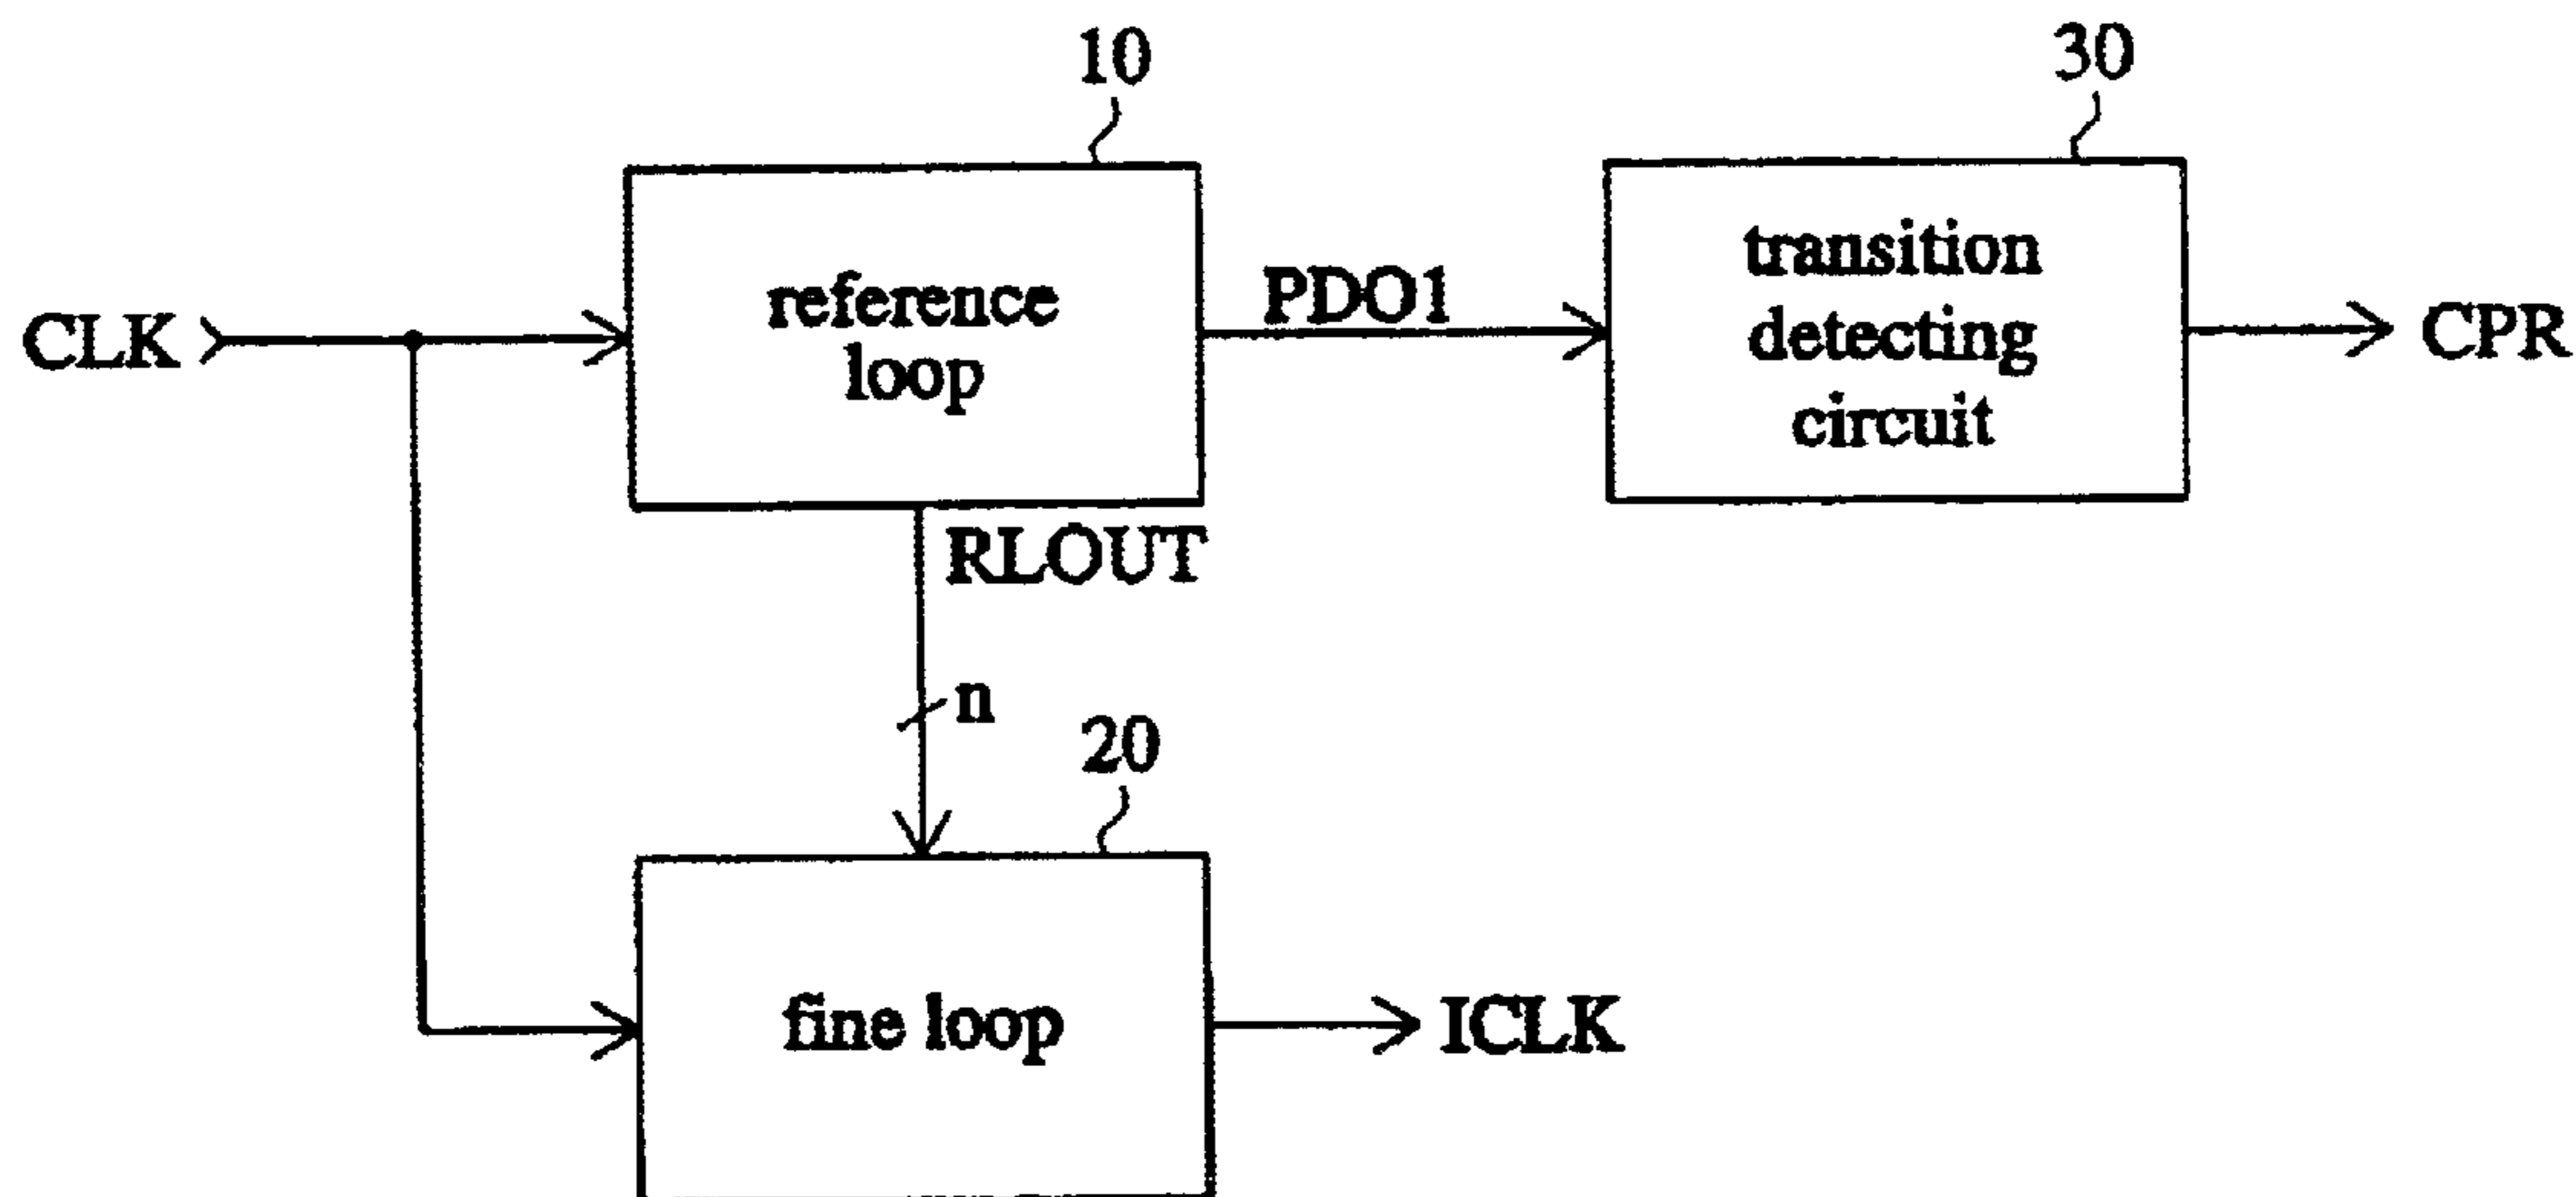 10
30
reference
loop
transition
detecting
circuit
CLK
PDO1
CPR
RLOUT
n
20
fine loop
ICLK